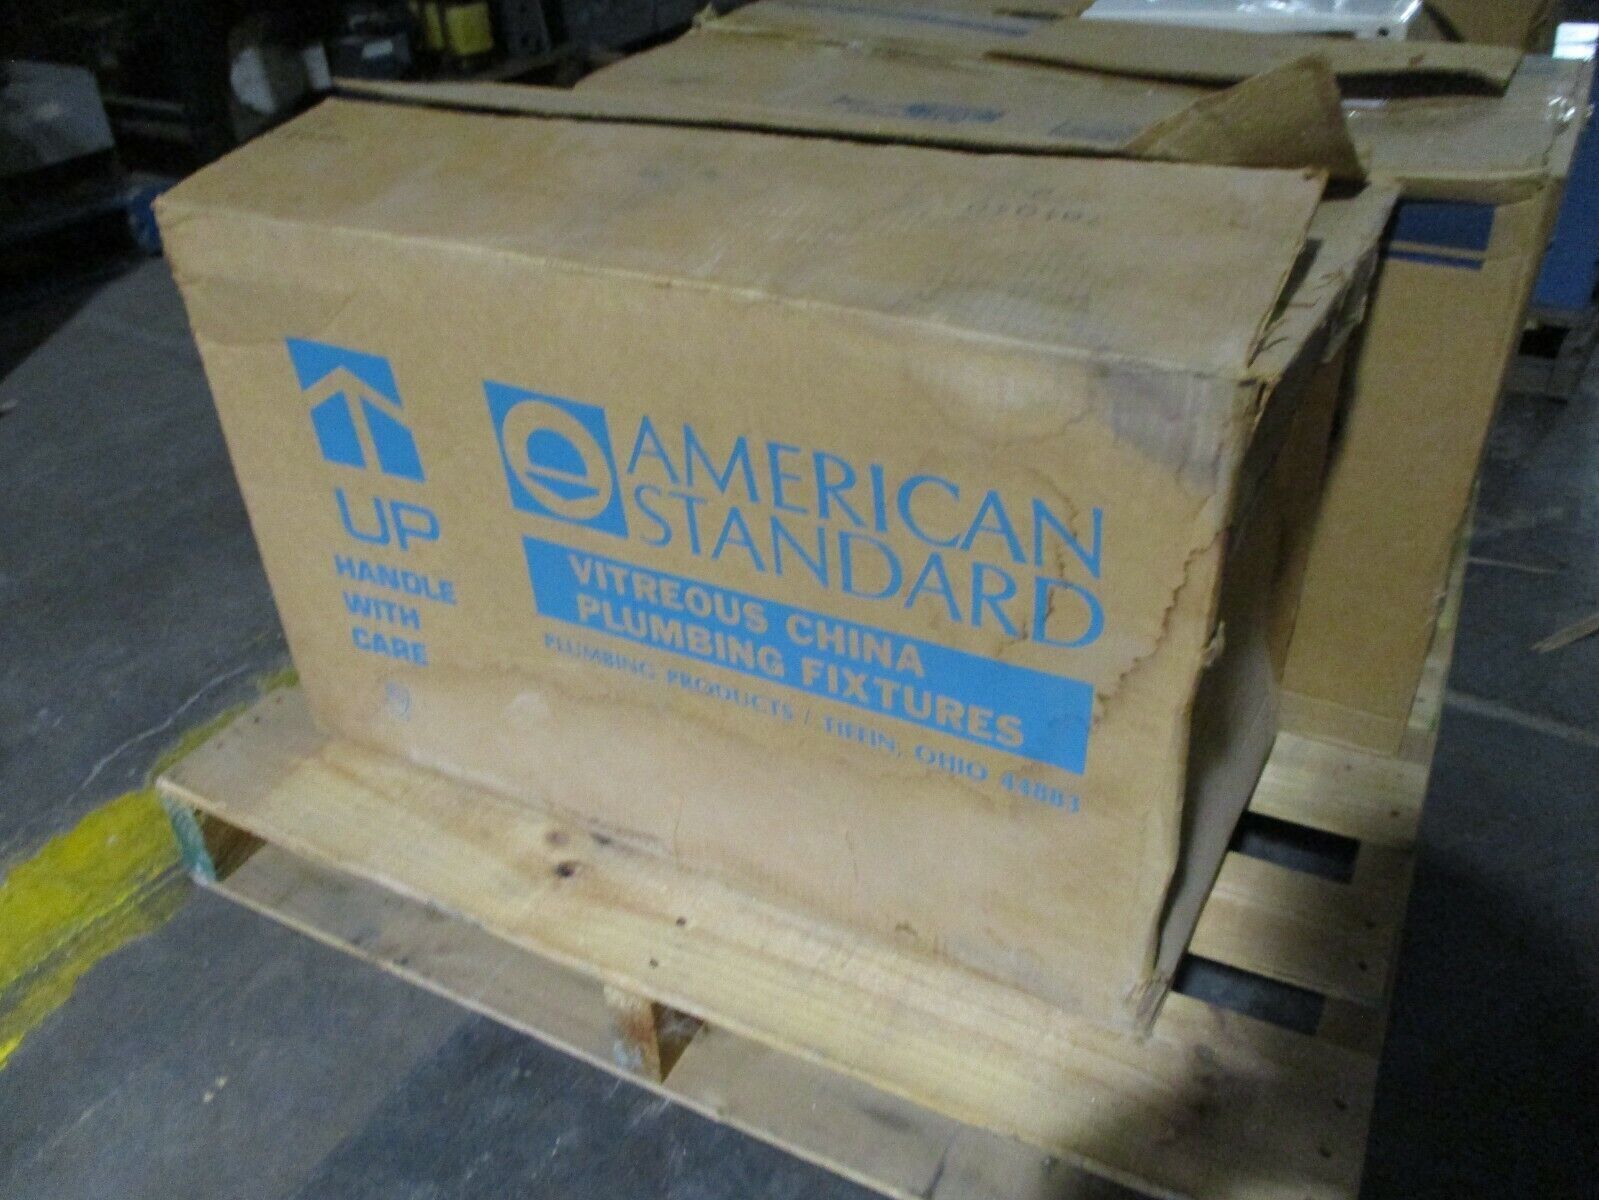 UP
HANDLE
WITH
CARE
AMERICAN
STANDARD
VITREOUS CHINA
PLUMBING FIXTURES
PLUMBING PRODUCTS / TIFFIN, OHIO 44883